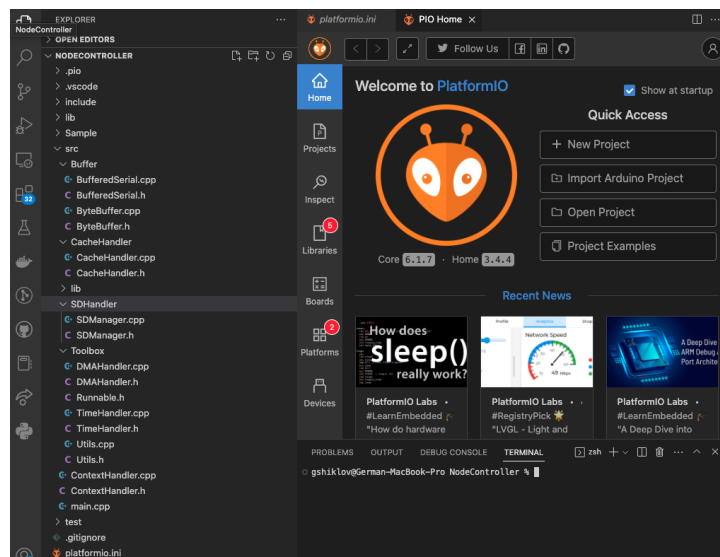 EXPLORER
NodeController
OPEN EDITORS
NODECONTROLLER
.pio
.vscode
include
lib
Sample
src
Buffer
BufferedSerial.cpp
C BufferedSerial.h
ByteBuffer.cpp
C ByteBuffer.h
CacheHandler
CacheHandler.cpp
C CacheHandler.h
lib
SDHandler
SDManager.cpp
C SDManager.h
Toolbox
DMAHandler.cpp
C DMAHandler.h
C Runnable.h
TimeHandler.cpp
C TimeHandler.h
Utils.cpp
C Utils.h
ContextHandler.cpp
C ContextHandler.h
main.cpp
test
.gitignore
platformio.ini
32
platformio.ini
PIO Home
Follow Us
Home
Projects
Inspect
5
Libraries
Boards
2
Platforms
Devices
Welcome to PlatformIO
Show at startup
Quick Access
+ New Project
Import Arduino Project
Open Project
Project Examples
Core 6.1.7 · Home 3.4.4
Recent News
How does
sleep()
really work?
PlatformIO Labs •
#LearnEmbedded
"How do hardware
Profile
Network Speed
49 Mbps
PlatformIO Labs •
#RegistryPick
"LVGL - Light and
A Deep Dive
ARM Debug
Port Archite
PlatformIO Labs •
#LearnEmbedded
"A Deep Dive into
PROBLEMS
OUTPUT
DEBUG CONSOLE
TERMINAL
zsh
gshiklov@German-MacBook-Pro NodeController %